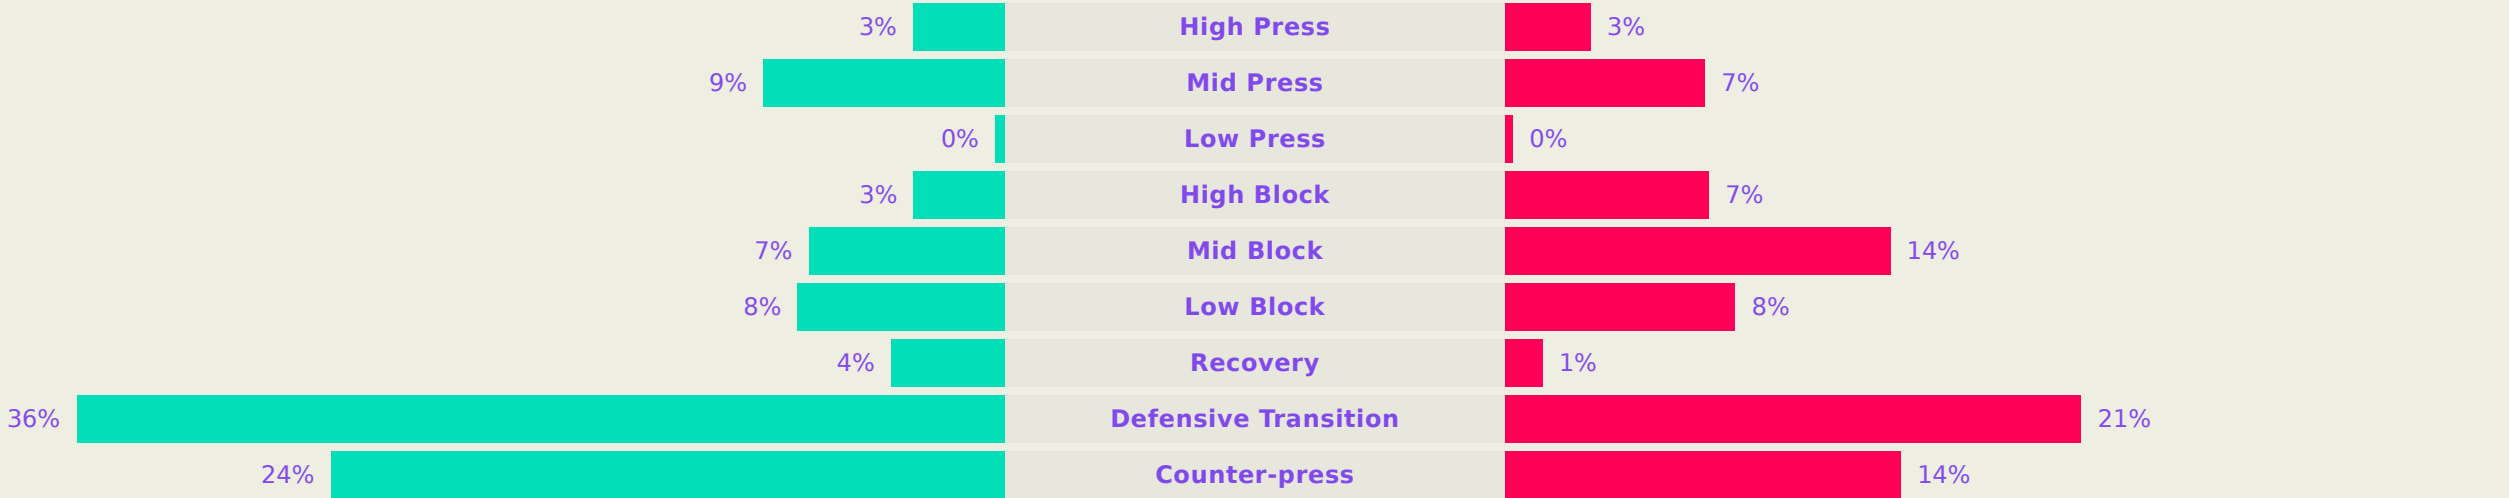 3% High Press 3%
9% Mid Press 7%
0% Low Press 0%
3% High Block 7%
7% Mid Block 14%
8% Low Block 8%
4% Recovery 1%
36% Defensive Transition 21%
24% Counter-press 14%